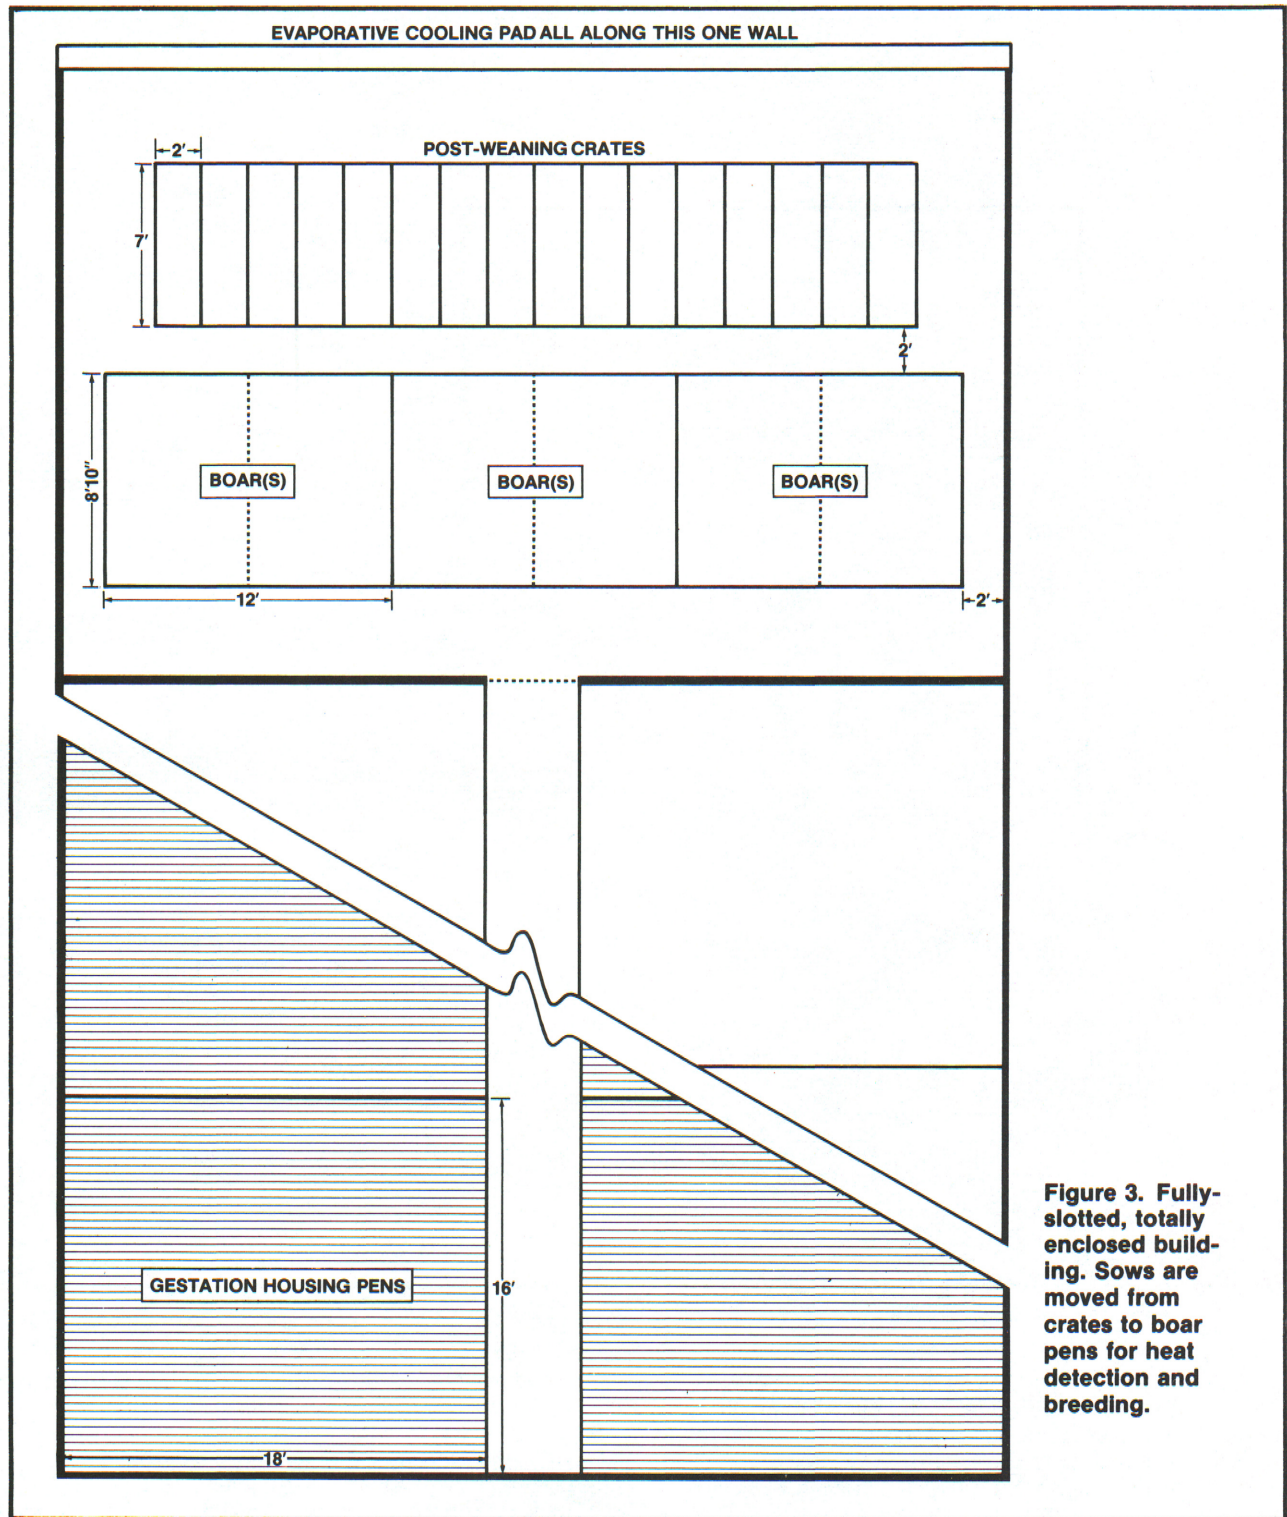 EVAPORATIVE COOLING PAD ALL ALONG THIS ONE WALL
2'
POST-WEANING CRATES
7'
2'
8'10"
BOAR(S)
BOAR(S)
BOAR(S)
12'
2'
GESTATION HOUSING PENS
16'
18'
Figure 3. Fully-
slotted, totally
enclosed build-
ing. Sows are
moved from
crates to boar
pens for heat
detection and
breeding.